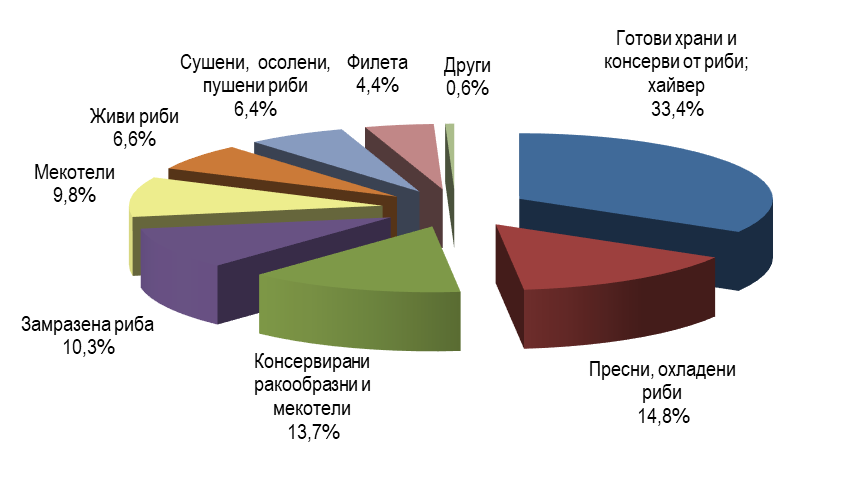 Готови храни и
консерви от риби;
хайвер
33,4%
Пресни, охладени
риби
14,8%
Консервирани
ракообразни и
мекотели
13,7%
Замразена риба
10,3%
Мекотели
9,8%
Живи риби
6,6%
Сушени, осолени,
пушени риби
6,4%
Филета
4,4%
Други
0,6%